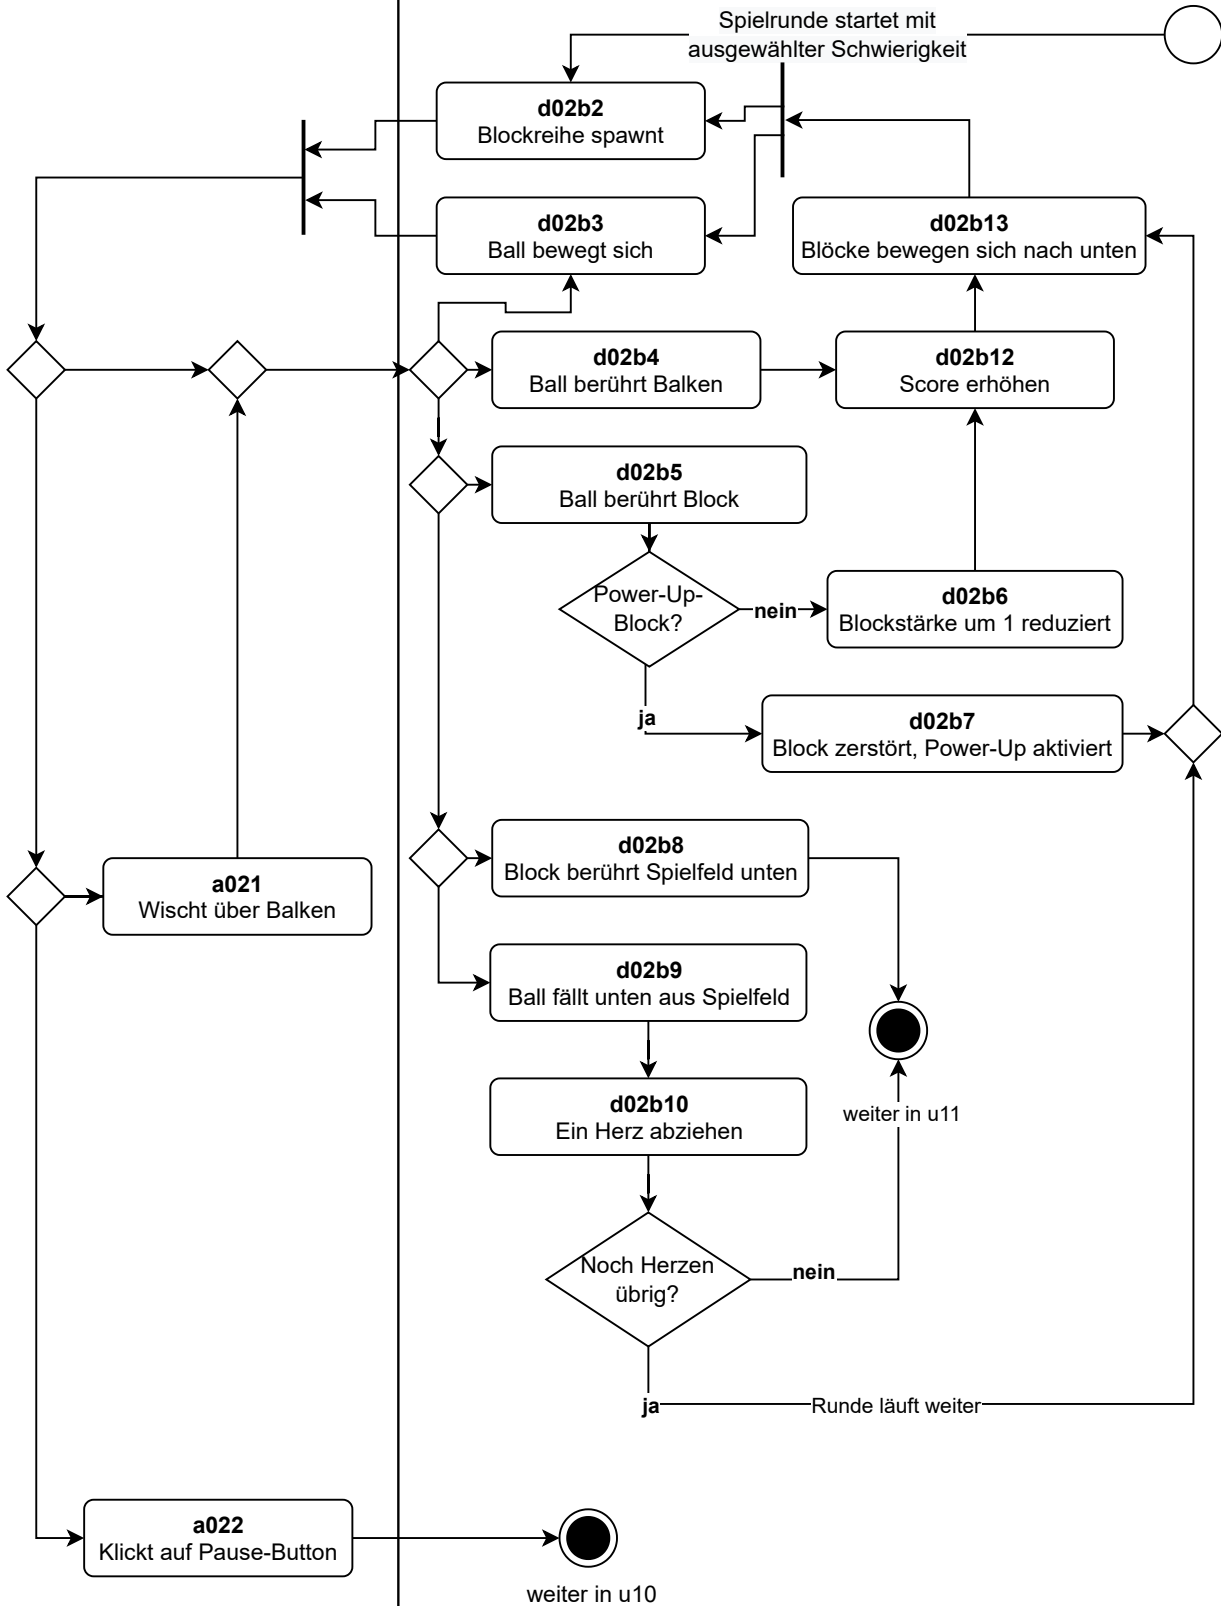 Spielrunde startet mit
ausgewählter Schwierigkeit
d02b2
Blockreihe spawnt
d02b3
Ball bewegt sich
d02b13
Blöcke bewegen sich nach unten
d02b4
Ball berührt Balken
d02b12
Score erhöhen
d02b5
Ball berührt Block
Power-Up-
Block?
nein
d02b6
Blockstärke um 1 reduziert
ja
d02b7
Block zerstört, Power-Up aktiviert
d02b8
Block berührt Spielfeld unten
a021
Wischt über Balken
d02b9
Ball fällt unten aus Spielfeld
d02b10
Ein Herz abziehen
weiter in u11
Noch Herzen
übrig?
nein
ja
Runde läuft weiter
a022
Klickt auf Pause-Button
weiter in u10